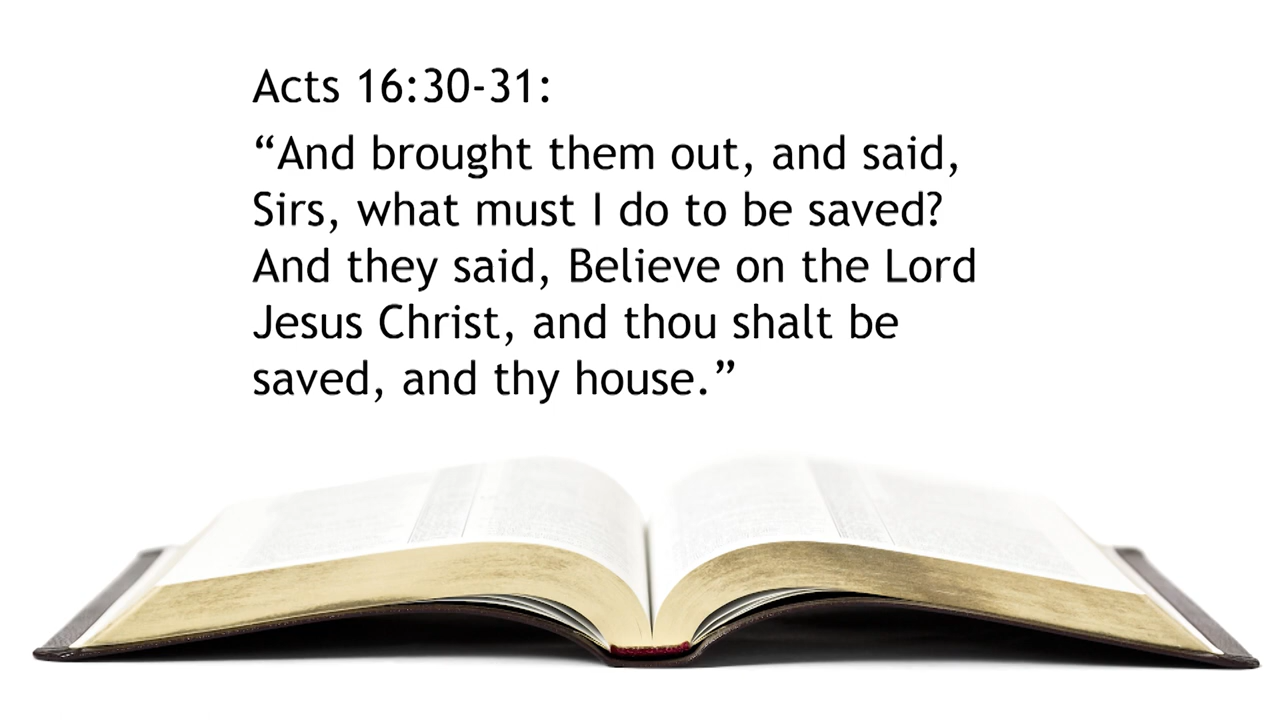 Acts 16:30-31:
“And brought them out, and said,
Sirs, what must I do to be saved?
And they said, Believe on the Lord
Jesus Christ, and thou shalt be
saved, and thy house.”